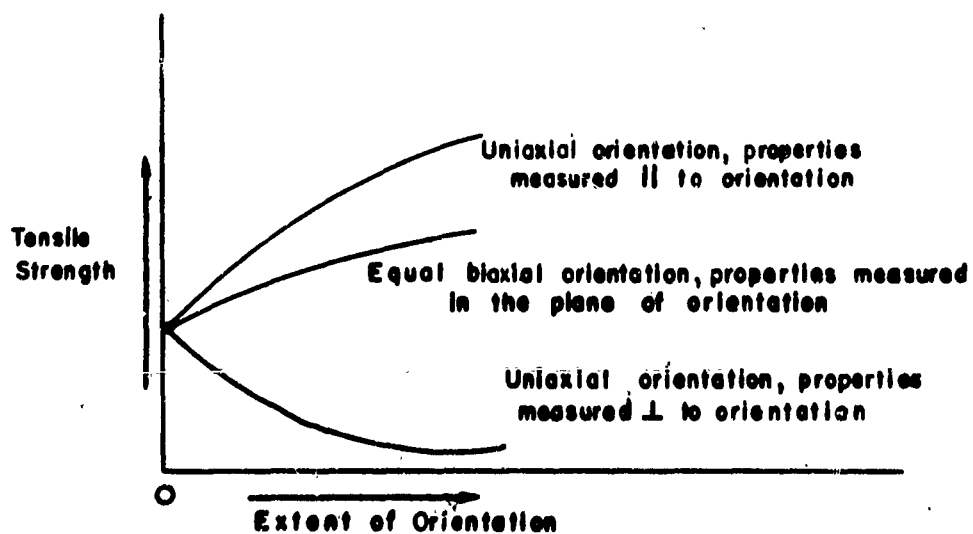 Uniaxial orientation, properties
measured || to orientation
Tensile
Strength
Equal biaxial orientation, properties measured
in the plane of orientation
Uniaxial orientation, properties
measured ⊥ to orientation
O
Extent of Orientation